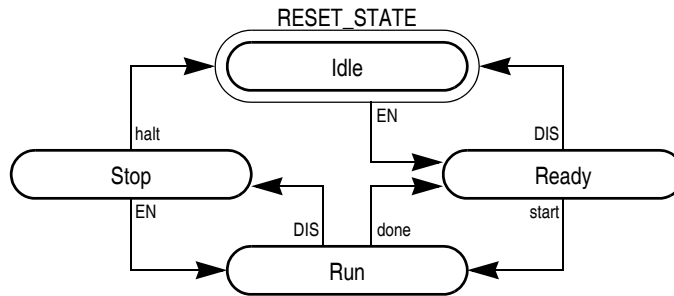 RESET_STATE
Idle
EN
halt
DIS
Stop
Ready
EN
start
DIS
done
Run